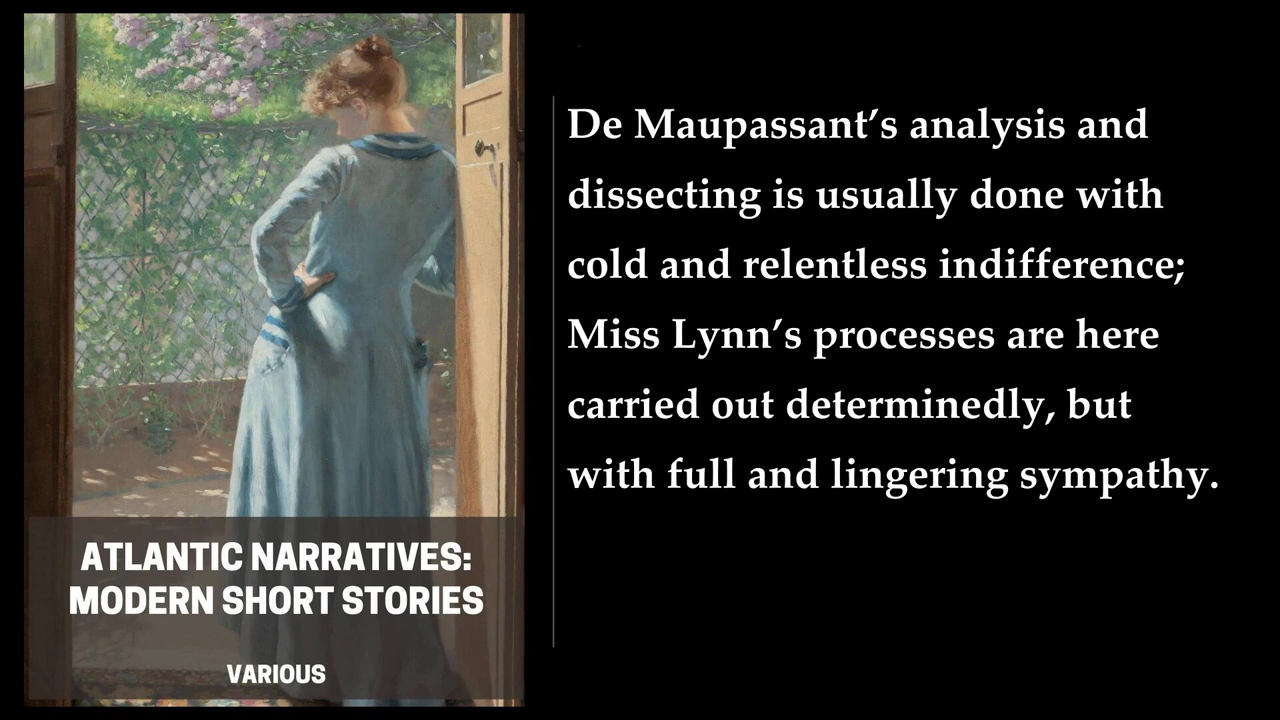 De Maupassant’s analysis and
dissecting is usually done with
cold and relentless indifference;
Miss Lynn’s processes are here
carried out determinedly, but
with full and lingering sympathy.
ATLANTIC NARRATIVES:
MODERN SHORT STORIES
VARIOUS